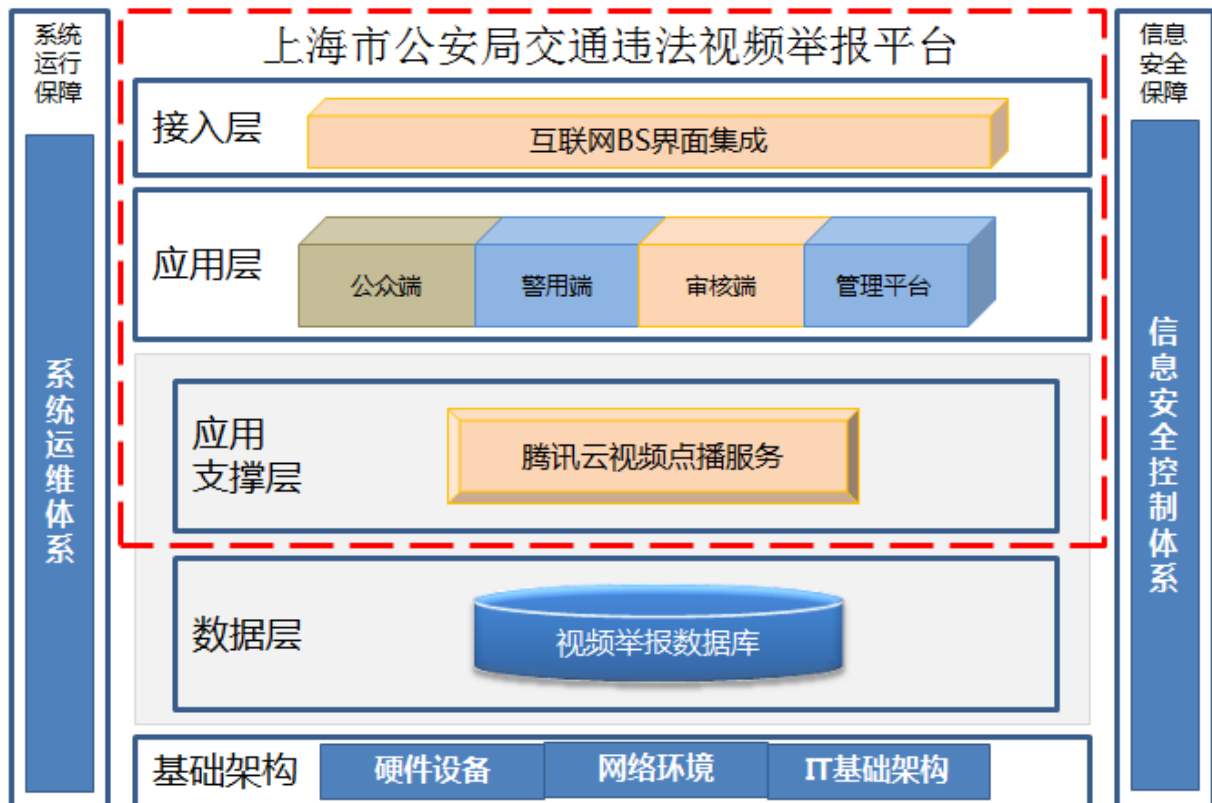 系统
运行
保障
系统运维体系
上海市公安局交通违法视频举报平台
接入层
互联网BS界面集成
应用层
公众端
警用端
审核端
管理平台
应用
支撑层
腾讯云视频点播服务
数据层
视频举报数据库
基础架构
硬件设备
网络环境
IT基础架构
信息
安全
保障
信息安全控制体系